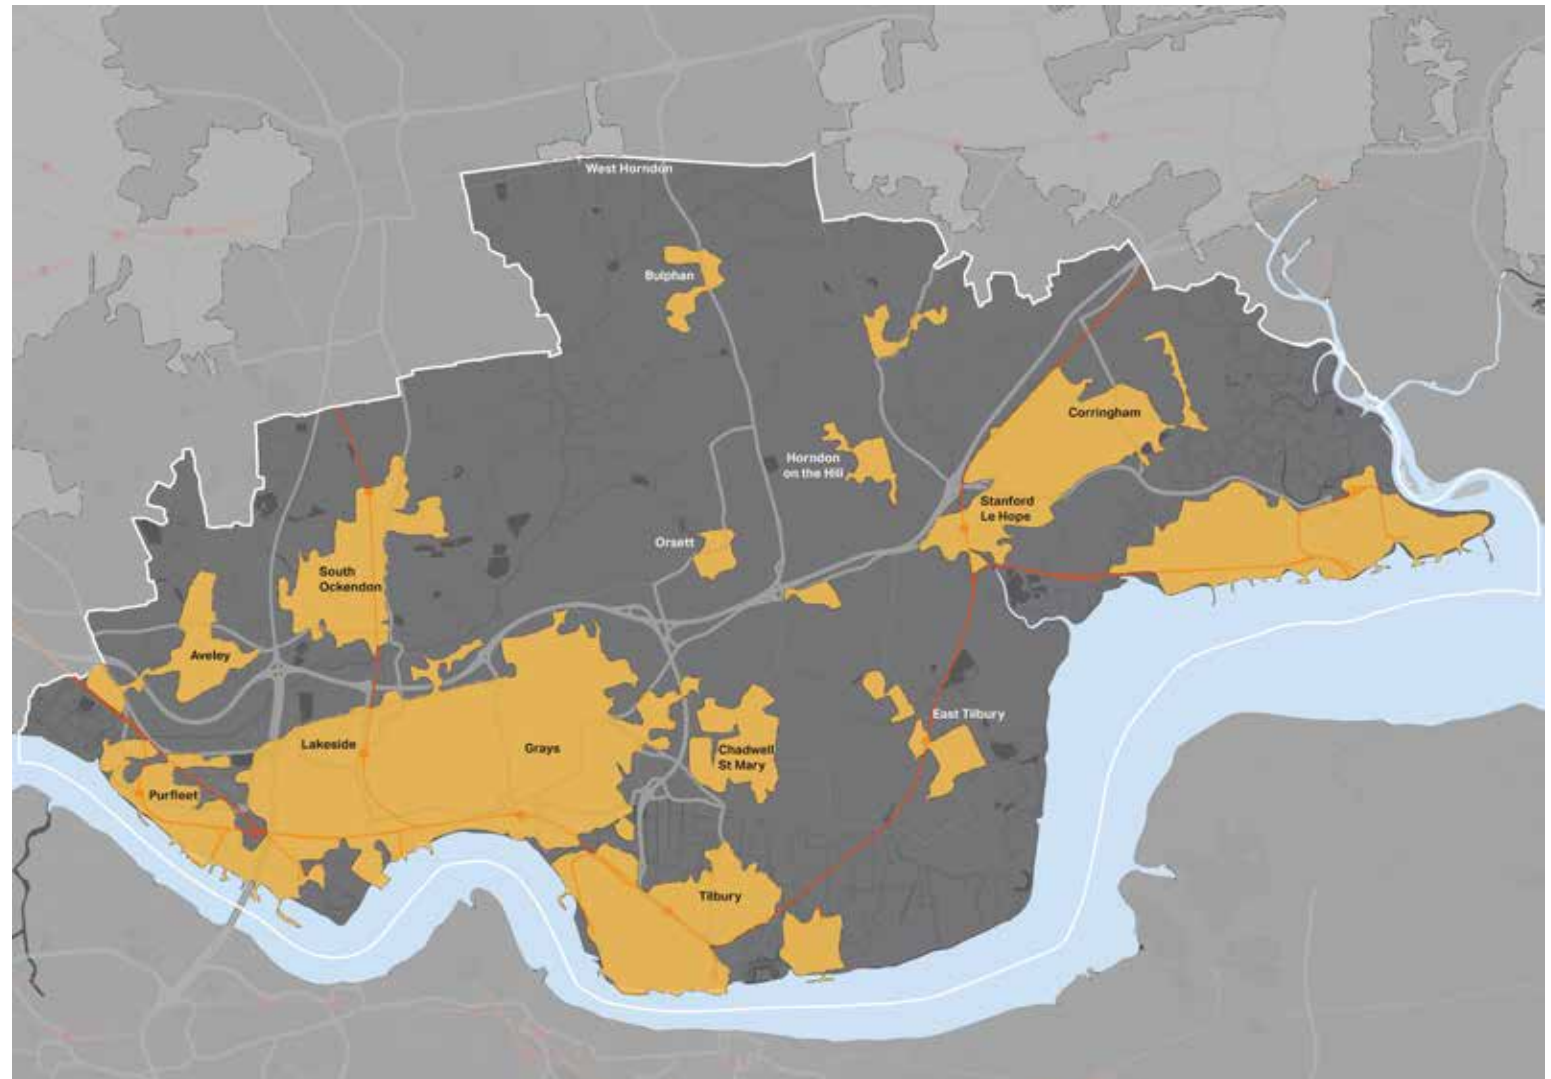 West Horndon
Bulphan
Corringham
Horndon
on the Hill
Stanford
Le Hope
Orsett
South
Ockendon
Aveley
East Tilbury
Lakeside
Grays
Chadwell
St Mary
Purfleet
Tilbury